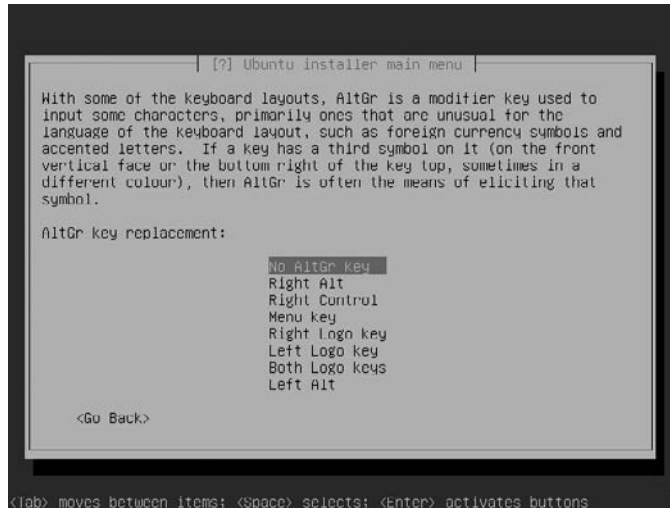 [?] Ubuntu installer main menu
With some of the keyboard layouts, AltGr is a modifier key used to
input some characters, primarily ones that are unusual for the
language of the keyboard layout, such as foreign currency symbols and
accented letters.  If a key has a third symbol on it (on the front
vertical face or the bottom right of the key top, sometimes in a
different colour), then AltGr is often the means of eliciting that
symbol.
AltGr key replacement:
No AltGr key
Right Alt
Right Control
Menu key
Right Logo key
Left Logo key
Both Logo keys
Left Alt
<Go Back>
<Tab> moves between items; <Space> selects; <Enter> activates buttons